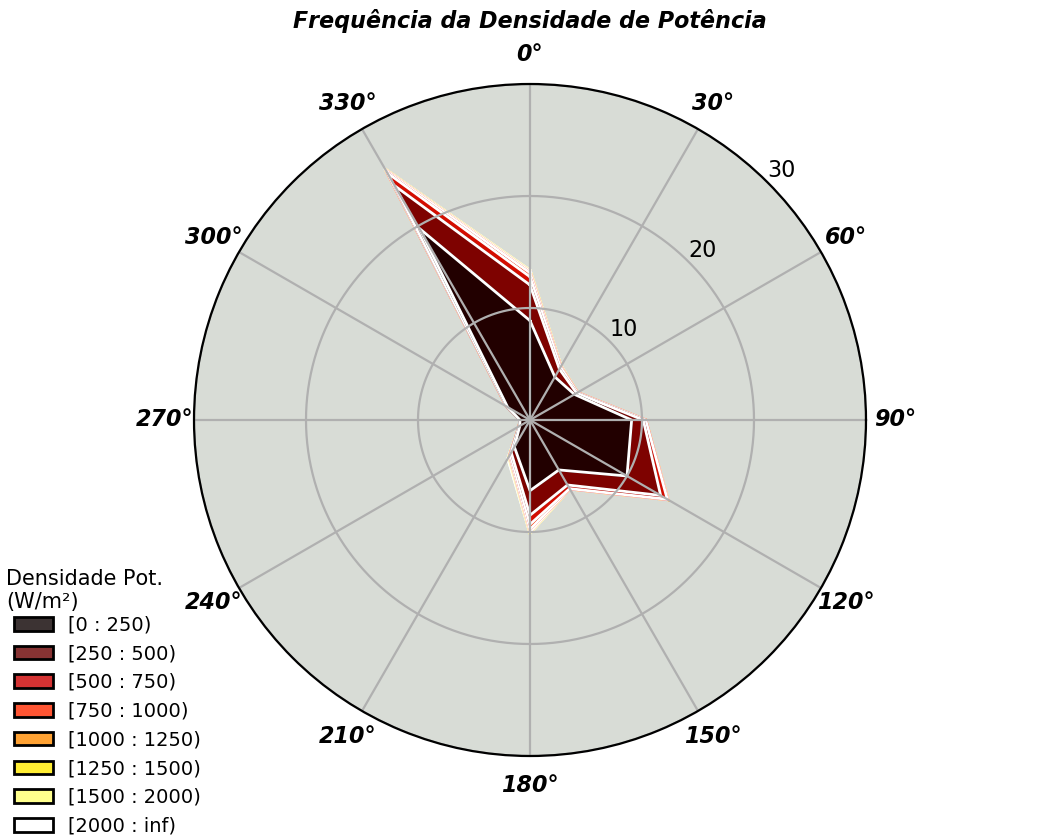 Frequência da Densidade de Potência
0°
330°
30°
30
300°
60°
20
10
270°
90°
240°
120°
210°
150°
180°
Densidade Pot.
(W/m²)
[0 : 250)
[250 : 500)
[500 : 750)
[750 : 1000)
[1000 : 1250)
[1250 : 1500)
[1500 : 2000)
[2000 : inf)